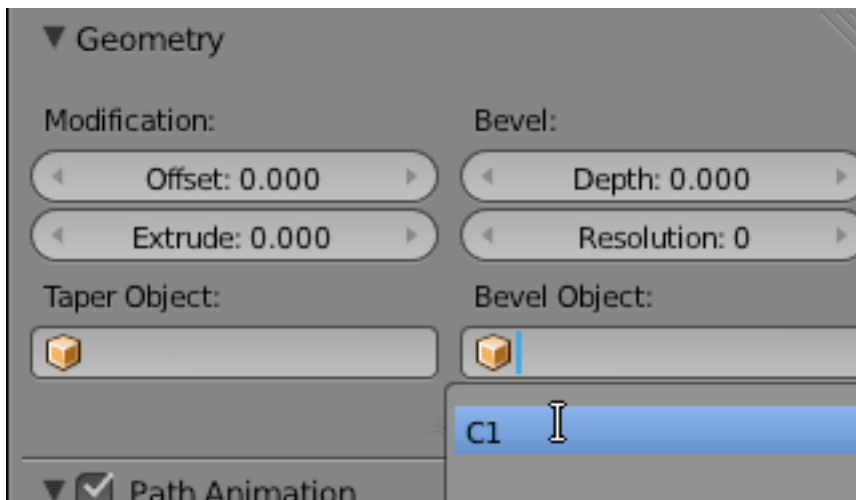 Geometry
Modification:
Bevel:
Offset: 0.000
Depth: 0.000
Extrude: 0.000
Resolution: 0
Taper Object:
Bevel Object:
C1
Path Animation